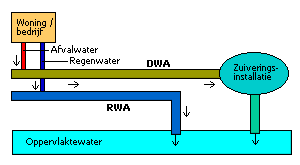 Woning /
bedrijf
Afvalwater
Regenwater
DWA
Zuiverings-
installatie
RWA
Oppervlaktewater